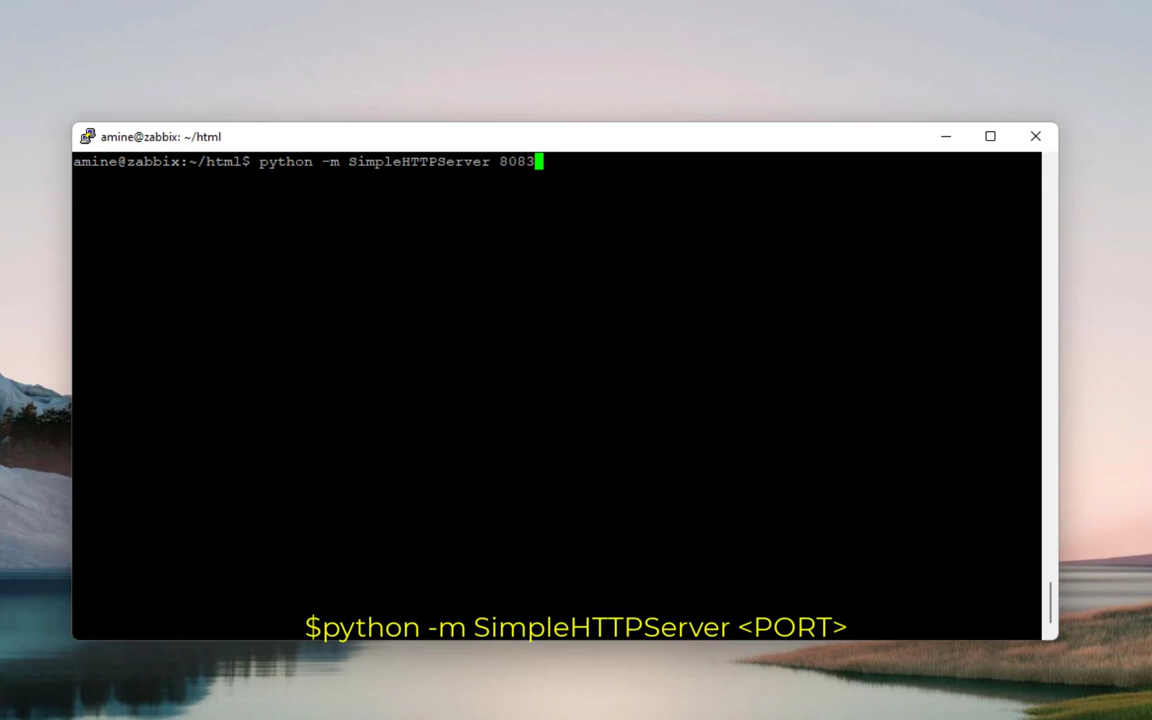 amine@zabbix: ~/html
amine@zabbix:~/html$ python -m SimpleHTTPServer 8083
$python -m SimpleHTTPServer <PORT>